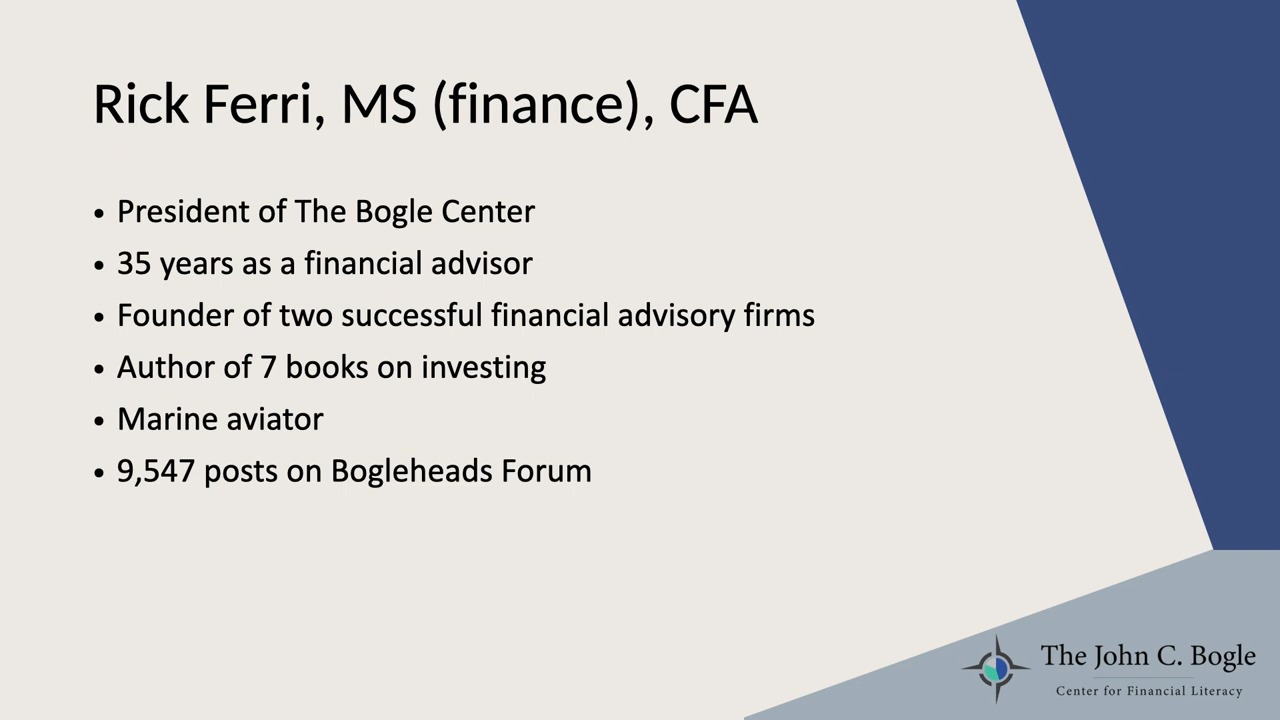 Rick Ferri, MS (finance), CFA
• President of The Bogle Center
• 35 years as a financial advisor
• Founder of two successful financial advisory firms
• Author of 7 books on investing
• Marine aviator
• 9,547 posts on Bogleheads Forum
The John C. Bogle
Center for Financial Literacy